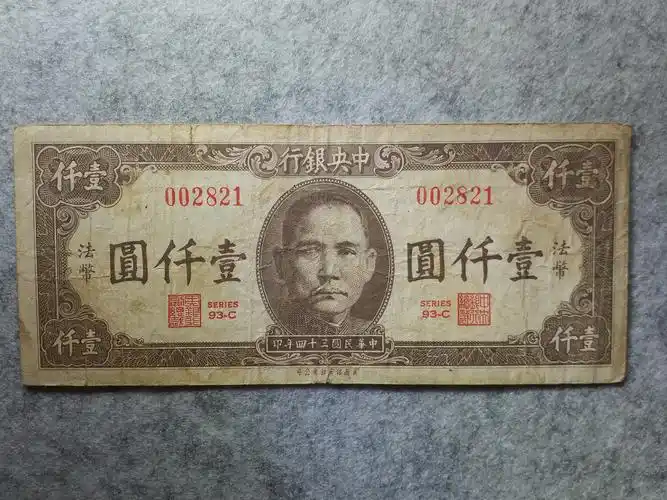 中央銀行
壹仟
壹仟
002821
002821
法幣
壹仟圓
壹仟圓
法幣
SERIES
93-C
SERIES
93-C
壹仟
中華民國三十四年印
壹仟